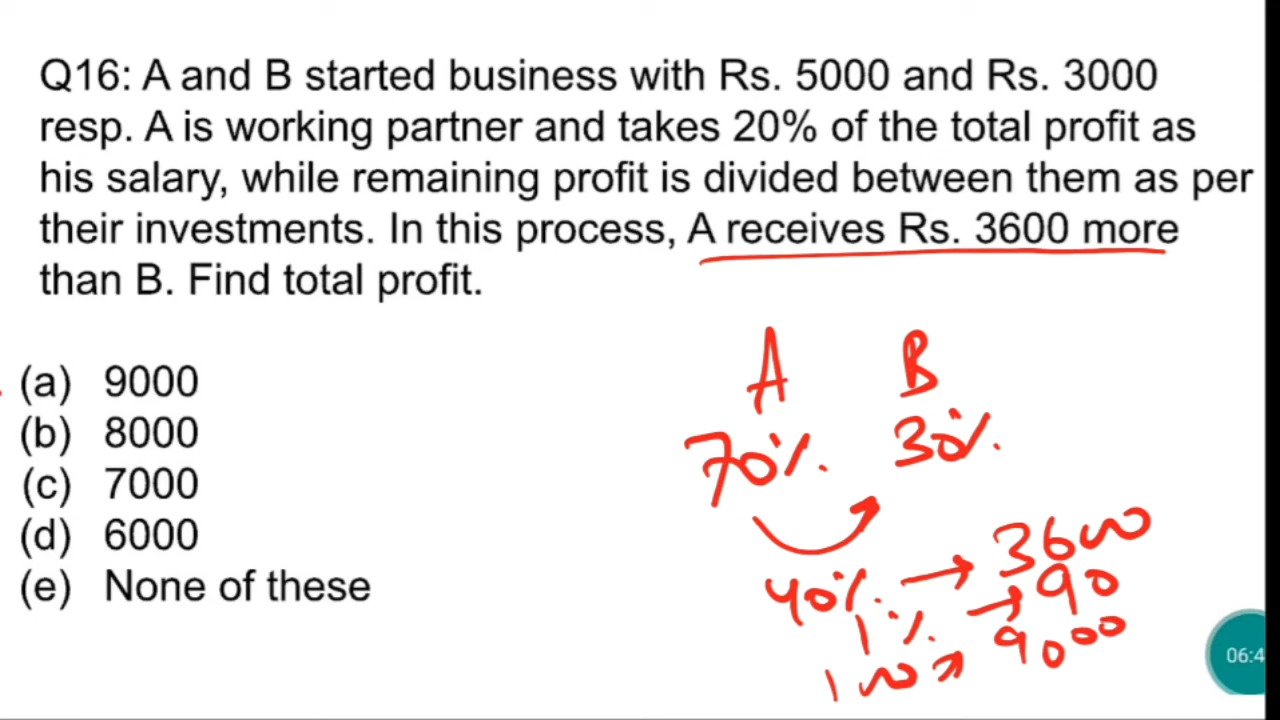 Q16: A and B started business with Rs. 5000 and Rs. 3000
resp. A is working partner and takes 20% of the total profit as
his salary, while remaining profit is divided between them as per
their investments. In this process, A receives Rs. 3600 more
than B. Find total profit.
A B
(a) 9000
70% 30%
(b) 8000
(c) 7000
(d) 6000
40% → 3600
(e) None of these
1% → 90
100 → 9000
06:4